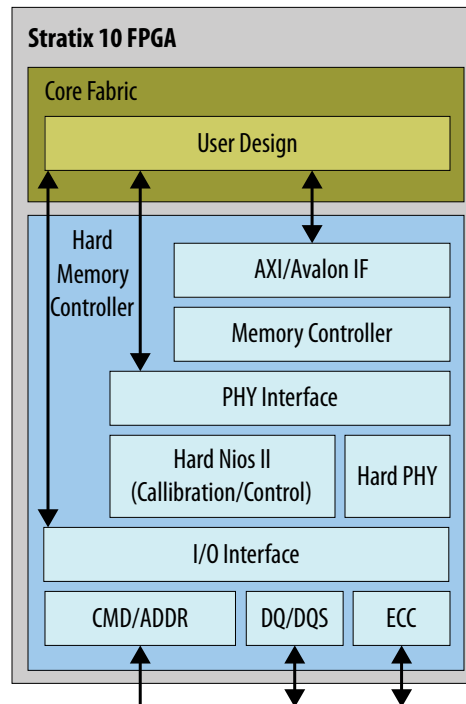 Stratix 10 FPGA
Core Fabric
User Design
Hard
Memory
Controller
AXI/Avalon IF
Memory Controller
PHY Interface
Hard Nios II
(Callibration/Control)
Hard PHY
I/O Interface
CMD/ADDR
DQ/DQS
ECC